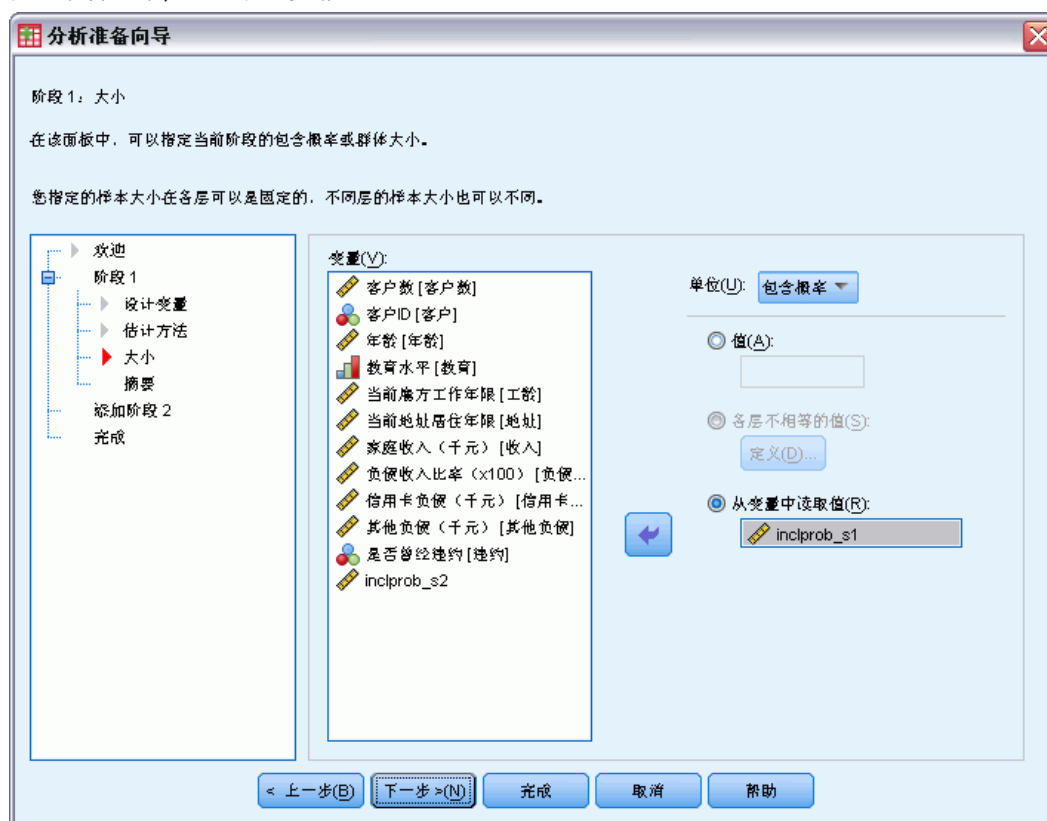 分析准备向导
阶段 1：大小
在该面板中，可以指定当前阶段的包含概率或群体大小。
您指定的样本大小在各层可以是固定的，不同层的样本大小也可以不同。
欢迎
阶段 1
设计变量
估计方法
大小
摘要
添加阶段 2
完成
变量(V):
客户数 [客户数]
客户ID [客户]
年龄 [年龄]
教育水平 [教育]
当前雇方工作年限 [工龄]
当前地址居住年限 [地址]
家庭收入（千元） [收入]
负债收入比率（x100） [负债...
信用卡负债（千元） [信用卡...
其他负债（千元） [其他负债]
是否曾经违约 [违约]
inclprob_s2
单位(U): 包含概率
值(A):
各层不相等的值(S):
定义(D)...
从变量中读取值(R):
inclprob_s1
< 上一步(B) 下一步 >(N) 完成 取消 帮助